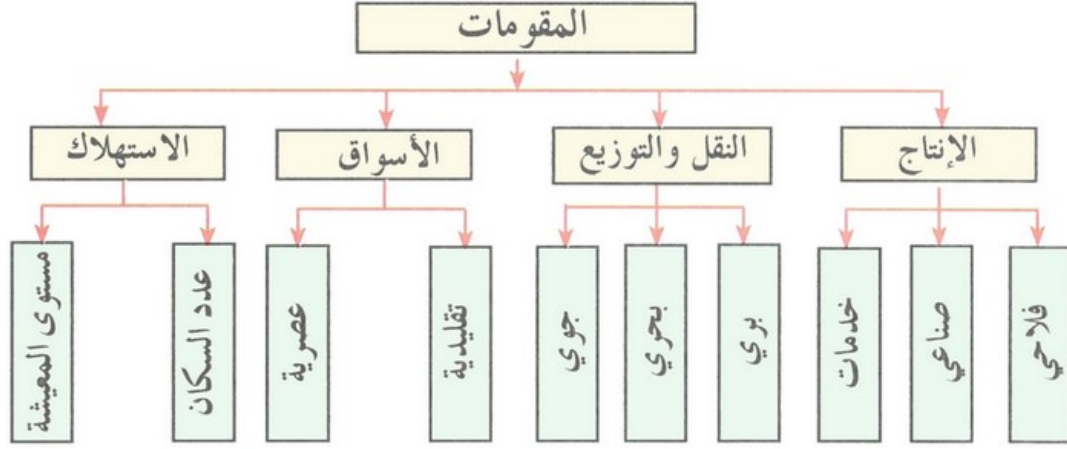 المقومات
الإنتاج
النقل والتوزيع
الأسواق
الاستهلاك
فلاحي
صناعي
خدمات
بري
بحري
جوي
تقليدية
عصرية
عدد السكان
مستوى المعيشة